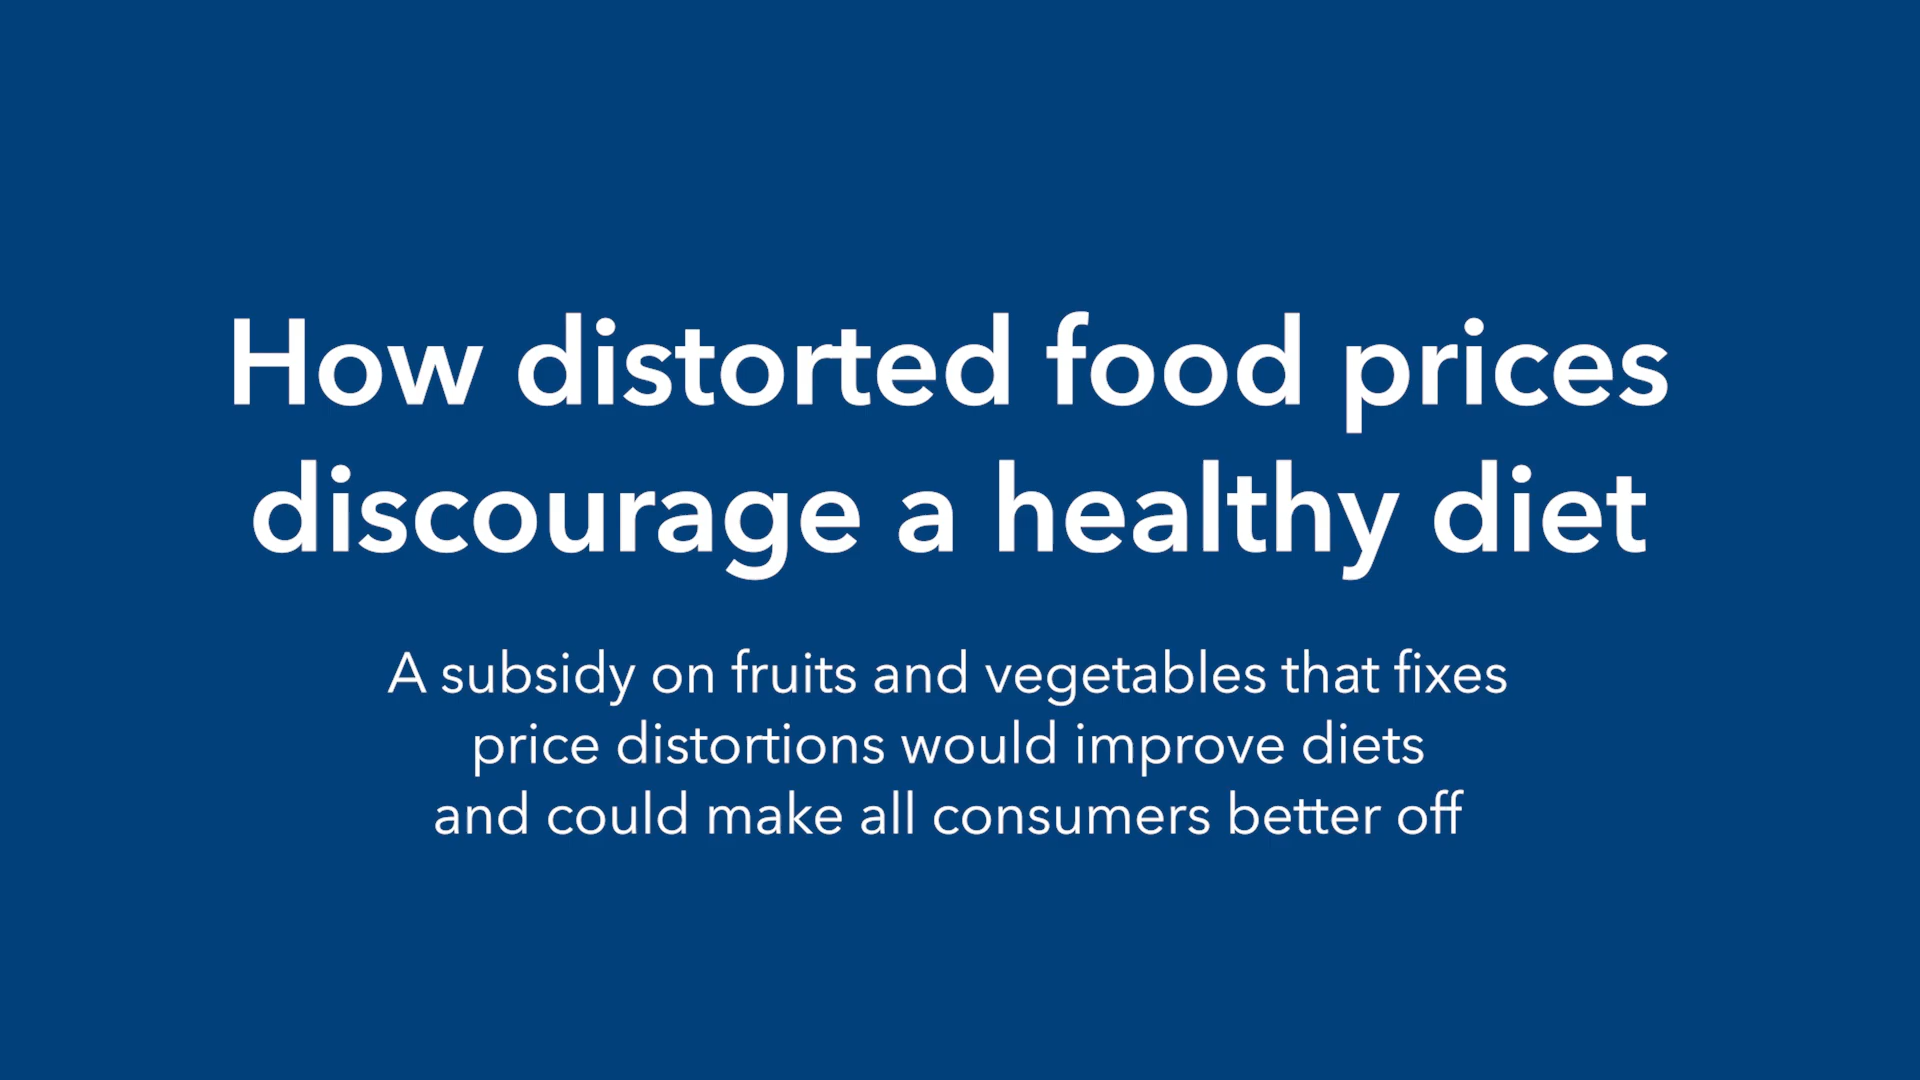 How distorted food prices
discourage a healthy diet
A subsidy on fruits and vegetables that fixes
price distortions would improve diets
and could make all consumers better off